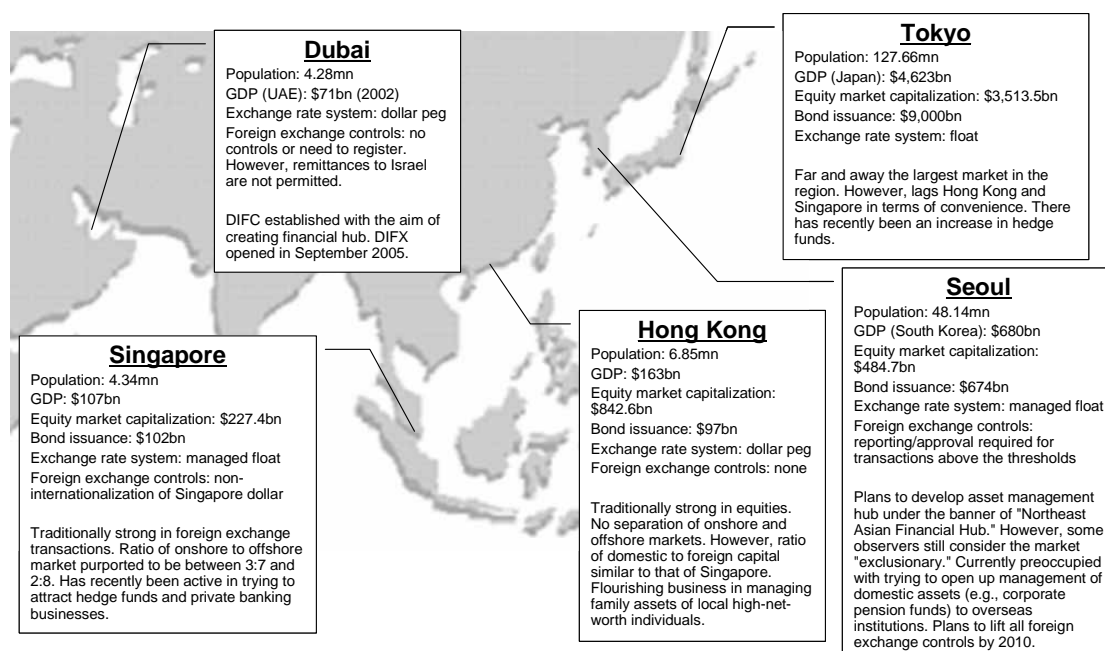 Dubai
Population: 4.28mn
GDP (UAE): $71bn (2002)
Exchange rate system: dollar peg
Foreign exchange controls: no
controls or need to register.
However, remittances to Israel
are not permitted.
DIFC established with the aim of
creating financial hub. DIFX
opened in September 2005.
Tokyo
Population: 127.66mn
GDP (Japan): $4,623bn
Equity market capitalization: $3,513.5bn
Bond issuance: $9,000bn
Exchange rate system: float
Far and away the largest market in the
region. However, lags Hong Kong and
Singapore in terms of convenience. There
has recently been an increase in hedge
funds.
Singapore
Population: 4.34mn
GDP: $107bn
Equity market capitalization: $227.4bn
Bond issuance: $102bn
Exchange rate system: managed float
Foreign exchange controls: non-
internationalization of Singapore dollar
Traditionally strong in foreign exchange
transactions. Ratio of onshore to offshore
market purported to be between 3:7 and
2:8. Has recently been active in trying to
attract hedge funds and private banking
businesses.
Hong Kong
Population: 6.85mn
GDP: $163bn
Equity market capitalization:
$842.6bn
Bond issuance: $97bn
Exchange rate system: dollar peg
Foreign exchange controls: none
Traditionally strong in equities.
No separation of onshore and
offshore markets. However, ratio
of domestic to foreign capital
similar to that of Singapore.
Flourishing business in managing
family assets of local high-net-
worth individuals.
Seoul
Population: 48.14mn
GDP (South Korea): $680bn
Equity market capitalization:
$484.7bn
Bond issuance: $674bn
Exchange rate system: managed float
Foreign exchange controls:
reporting/approval required for
transactions above the thresholds
Plans to develop asset management
hub under the banner of "Northeast
Asian Financial Hub." However, some
observers still consider the market
"exclusionary." Currently preoccupied
with trying to open up management of
domestic assets (e.g., corporate
pension funds) to overseas
institutions. Plans to lift all foreign
exchange controls by 2010.